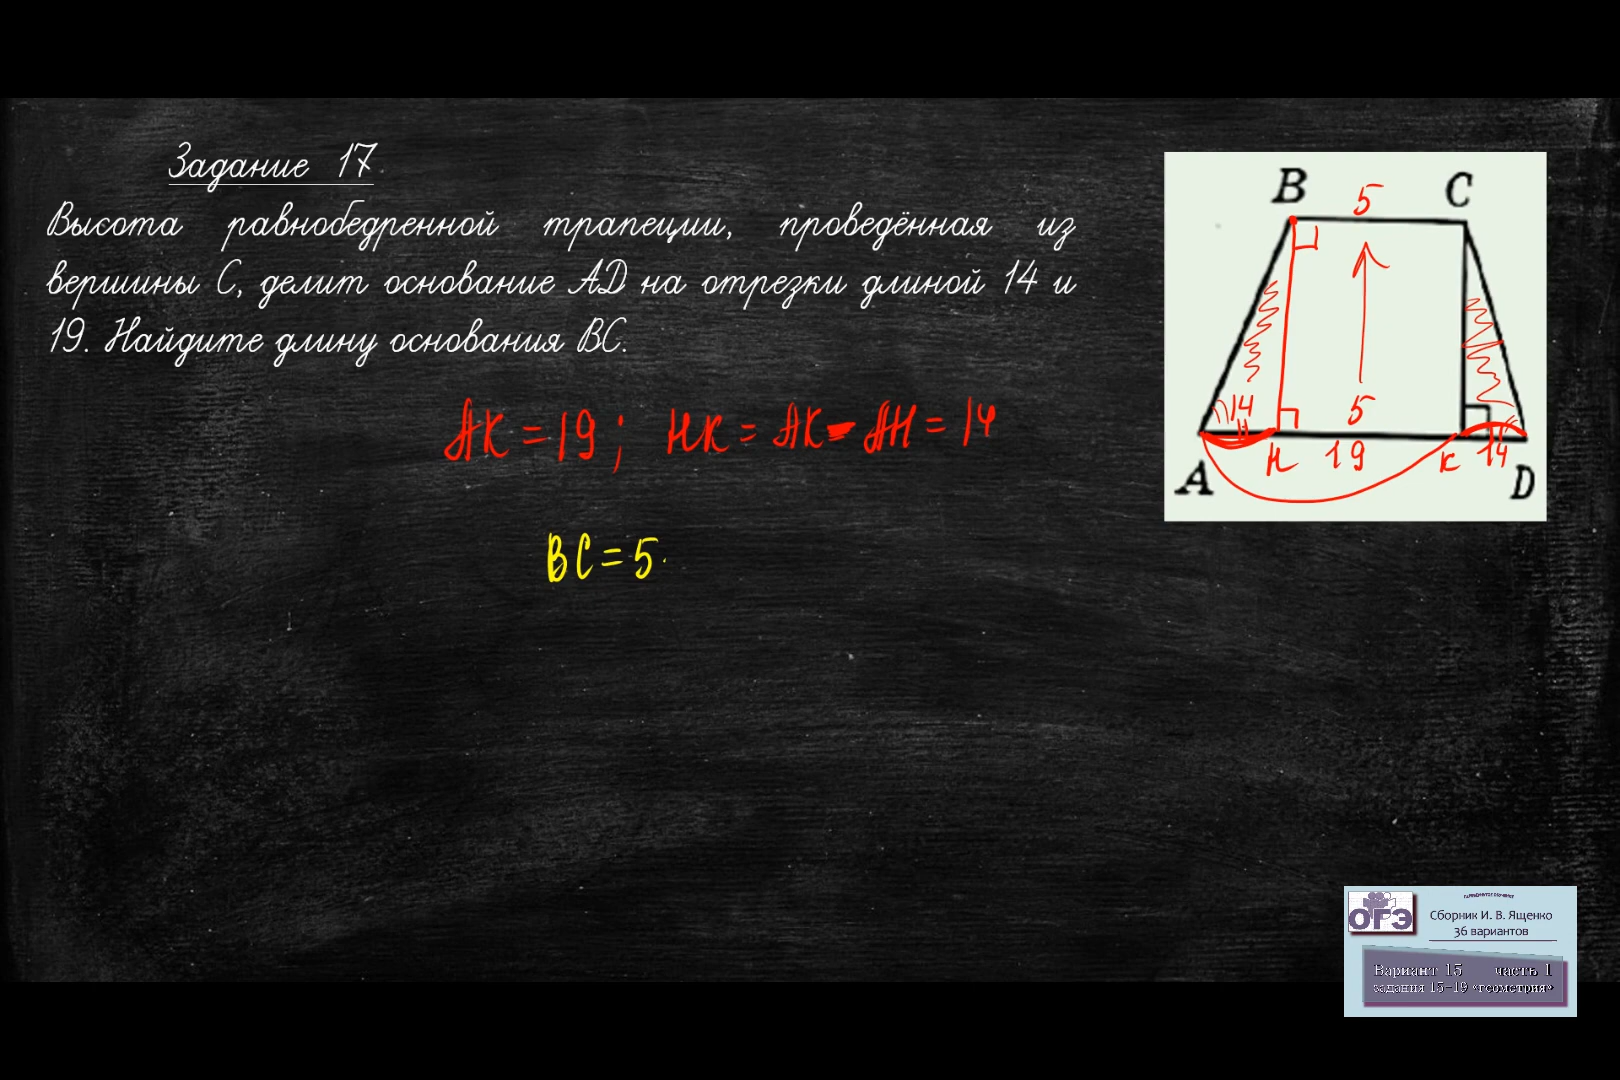 Задание 17
Высота равнобедренной трапеции, проведённая из
вершины С, делит основание AD на отрезки длиной 14 и
19. Найдите длину основания ВС.
AK = 19 ; HK = AK - AH = 14
BC = 5.
B 5 C
14 5
A H 19 K 14 D
ОГЭ
Сборник И. В. Ященко
36 вариантов
Вариант 15 часть 1
задания 15-19 «геометрия»